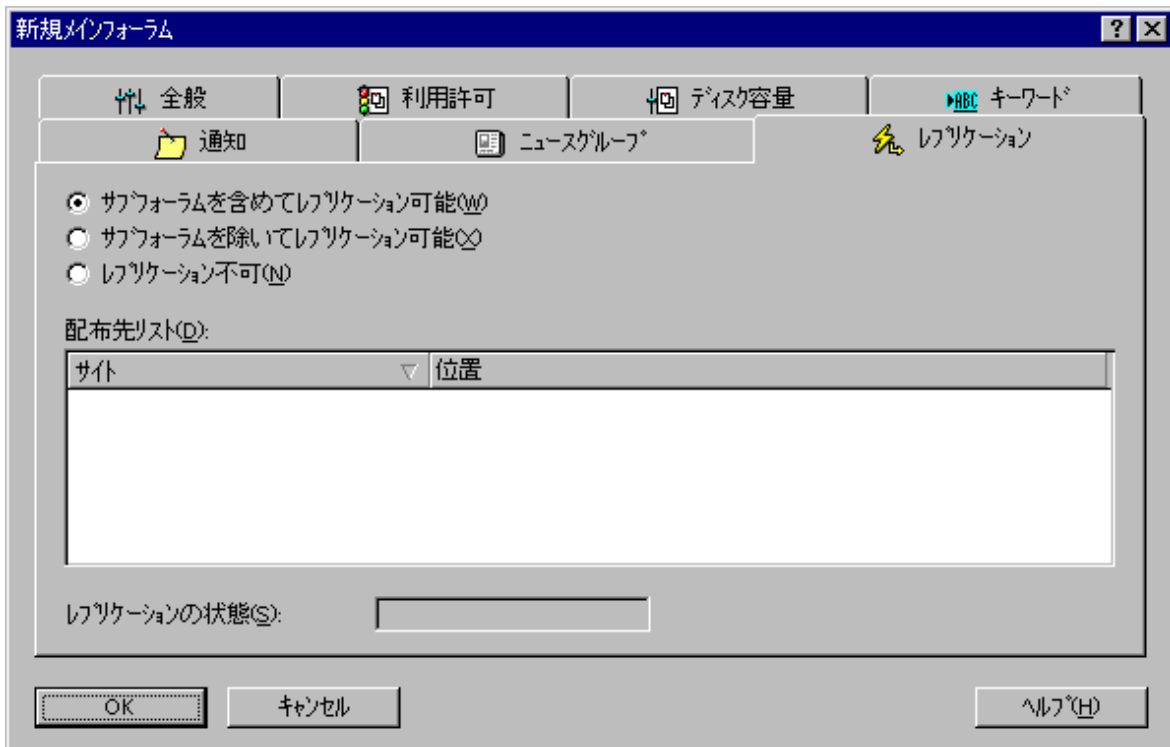 新規メインフォーラム
全般 利用許可 ディスク容量 ABC キーワード
通知 ニュースグループ レプリケーション
サブフォーラムを含めてレプリケーション可能(W)
サブフォーラムを除いてレプリケーション可能(X)
レプリケーション不可(N)
配布先リスト(D):
サイト 位置
レプリケーションの状態(S):
OK キャンセル ヘルプ(H)